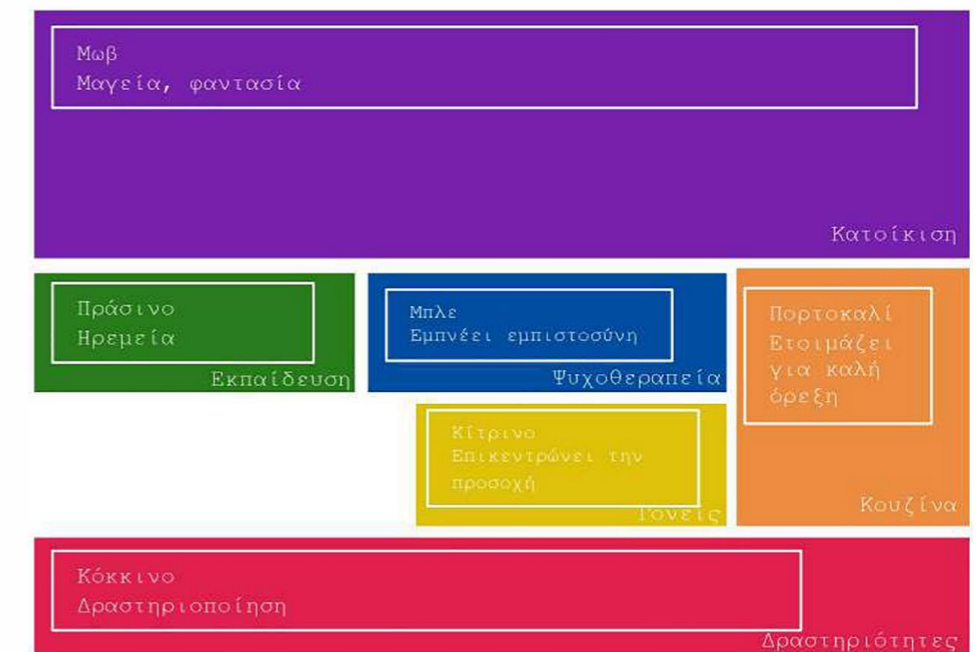 Μωβ
Μαγεία, φαντασία
Κατοίκιση
Πράσινο
Ηρεμεία
Εκπαίδευση
Μπλε
Εμπνέει εμπιστοσύνη
Ψυχοθεραπεία
Πορτοκαλί
Ετοιμάζει
για καλή
όρεξη
Κουζίνα
Κίτρινο
Επικεντρώνει την
προσοχή
Γονείς
Κόκκινο
Δραστηριοποίηση
Δραστηριότητες